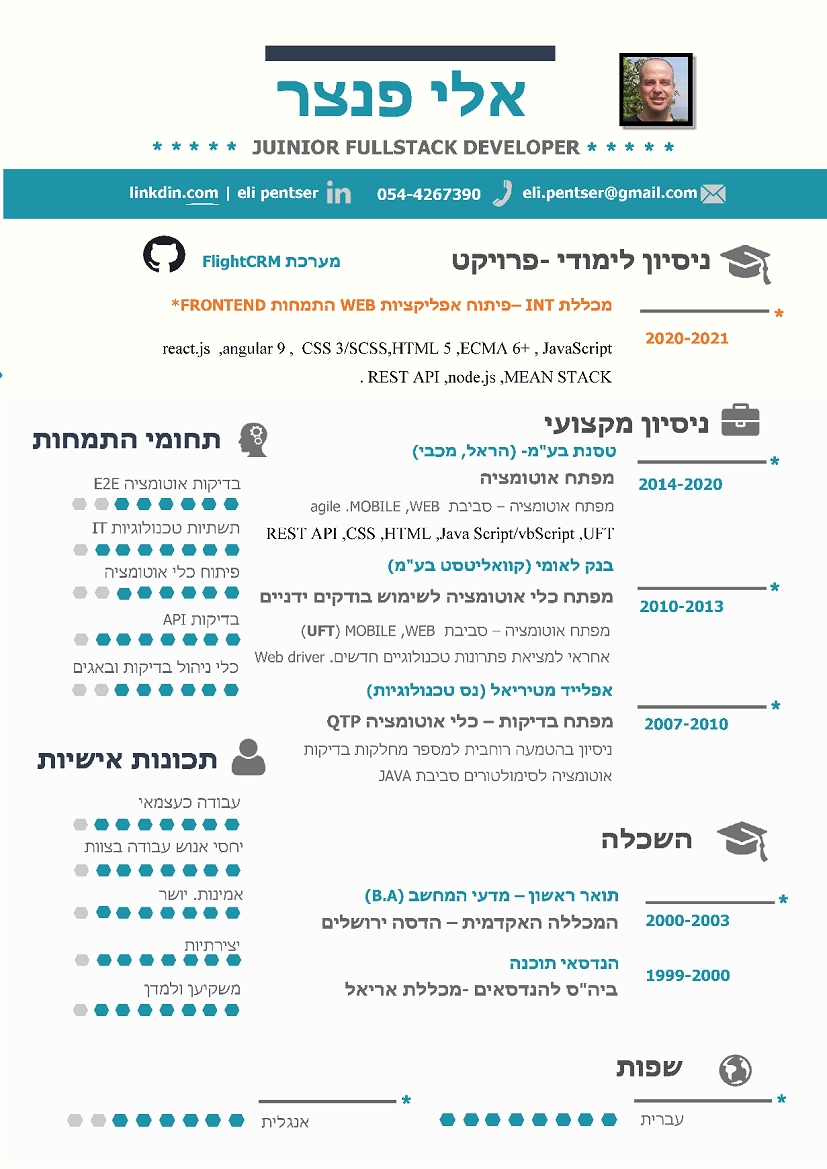 אלי פנצר
* * * * * JUINIOR FULLSTACK DEVELOPER * * * * *
eli.pentser@gmail.com
054-4267390
linkdin.com | eli pentser in
ניסיון לימודי -פרויקט
מערכת FlightCRM
* 2020-2021
מכללת INT –פיתוח אפליקציות WEB התמחות FRONTEND*
react.js ,angular 9 , CSS 3/SCSS,HTML 5 ,ECMA 6+ , JavaScript
. REST API ,node.js ,MEAN STACK
ניסיון מקצועי
* 2014-2020
טסנת בע"מ- (הראל, מכבי)
מפתח אוטומציה
מפתח אוטומציה – סביבת MOBILE ,WEB. agile
REST API ,CSS ,HTML ,Java Script/vbScript ,UFT
* 2010-2013
בנק לאומי (קוואליטסט בע"מ)
מפתח כלי אוטומציה לשימוש בודקים ידניים
מפתח אוטומציה – סביבת MOBILE ,WEB (UFT)
אחראי למציאת פתרונות טכנולוגיים חדשים. Web driver
* 2007-2010
אפלייד מטיריאל (נס טכנולוגיות)
מפתח בדיקות – כלי אוטומציה QTP
ניסיון בהטמעה רוחבית למספר מחלקות בדיקות
אוטומציה לסימולטורים סביבת JAVA
השכלה
* 2000-2003
תואר ראשון – מדעי המחשב (B.A)
המכללה האקדמית – הדסה ירושלים
1999-2000
הנדסאי תוכנה
ביה"ס להנדסאים -מכללת אריאל
תחומי התמחות
בדיקות אוטומציה E2E
תשתיות טכנולוגיות IT
פיתוח כלי אוטומציה
בדיקות API
כלי ניהול בדיקות ובאגים
תכונות אישיות
עבודה כעצמאי
יחסי אנוש עבודה בצוות
אמינות. יושר
יצירתיות
משקיען ולמדן
שפות
* עברית
* אנגלית